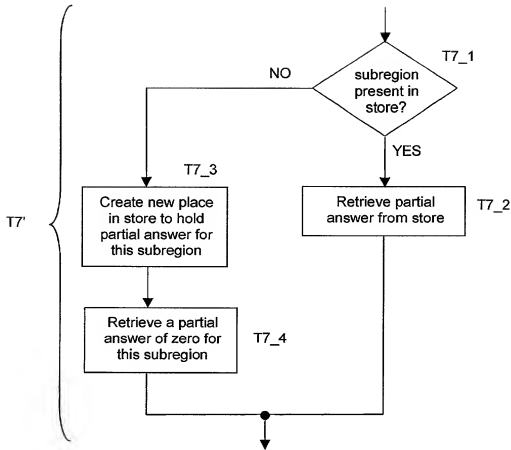 T7_1
NO
subregion
present in
store?
YES
T7_3
Create new place
in store to hold
partial answer for
this subregion
Retrieve partial
answer from store
T7_2
T7'
Retrieve a partial
answer of zero for
this subregion
T7_4